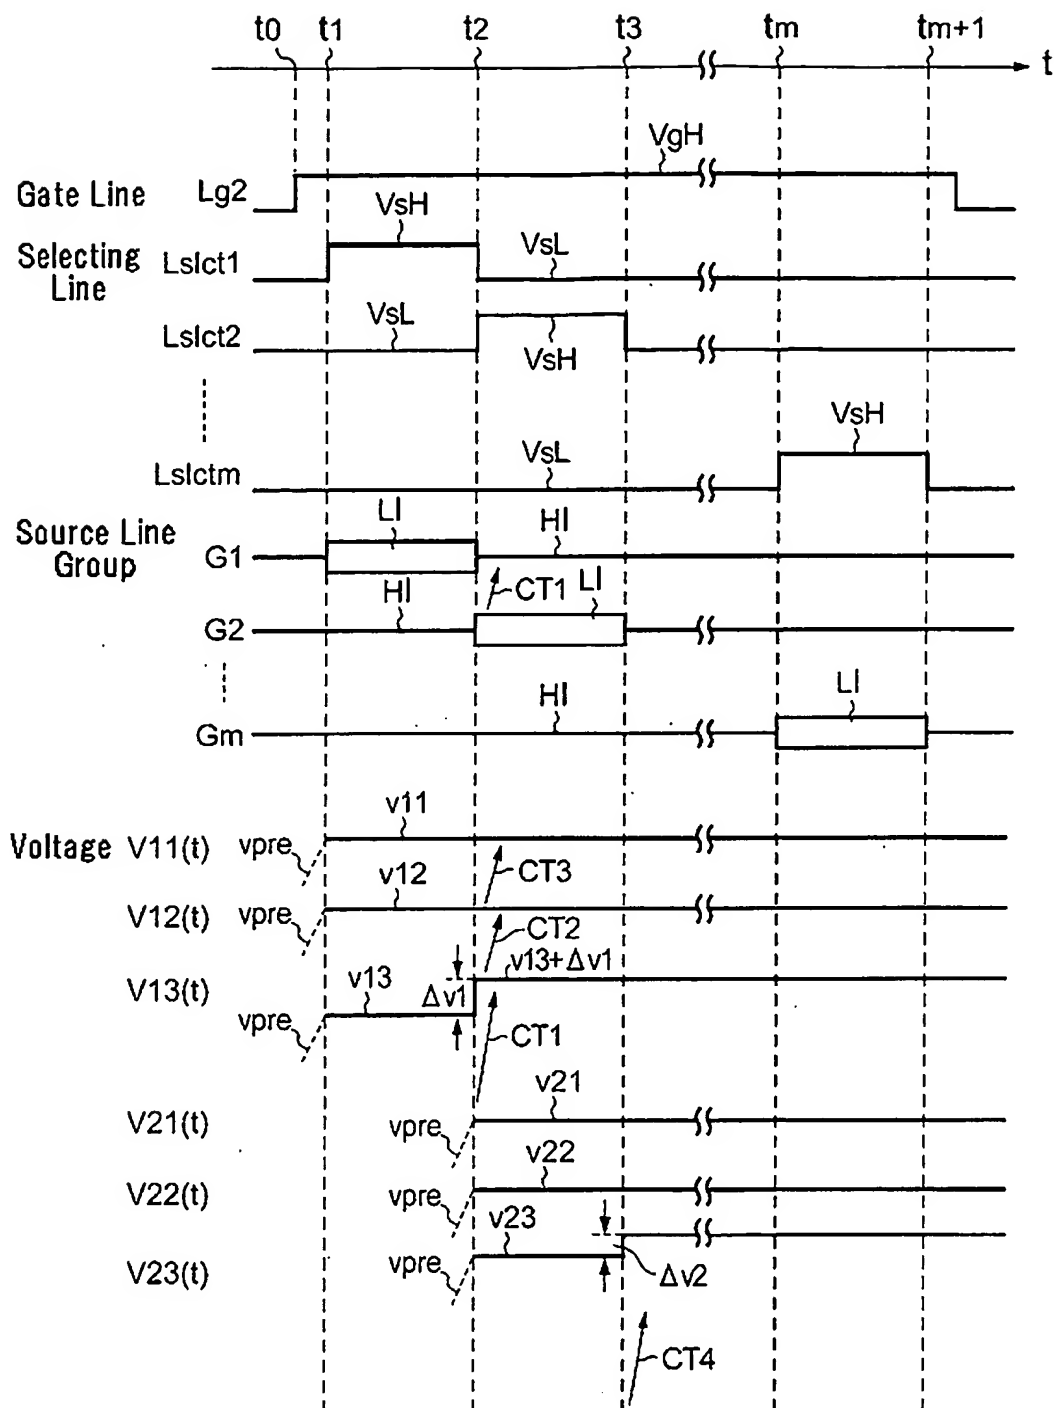 t0 t1 t2 t3 tm tm+1
t
VgH
Gate Line Lg2
VsH
Selecting Line Lslct1 VsL
Lslct2 VsL VsH
VsH
Lslctm VsL
Source Line Group G1 LI HI
CT1 LI
G2 HI
Gm HI LI
Voltage V11(t) vpre v11
CT3
V12(t) vpre v12
CT2
V13(t) vpre v13 Δv1 v13+Δv1
CT1
V21(t) vpre v21
V22(t) vpre v22
V23(t) vpre v23 Δv2
CT4